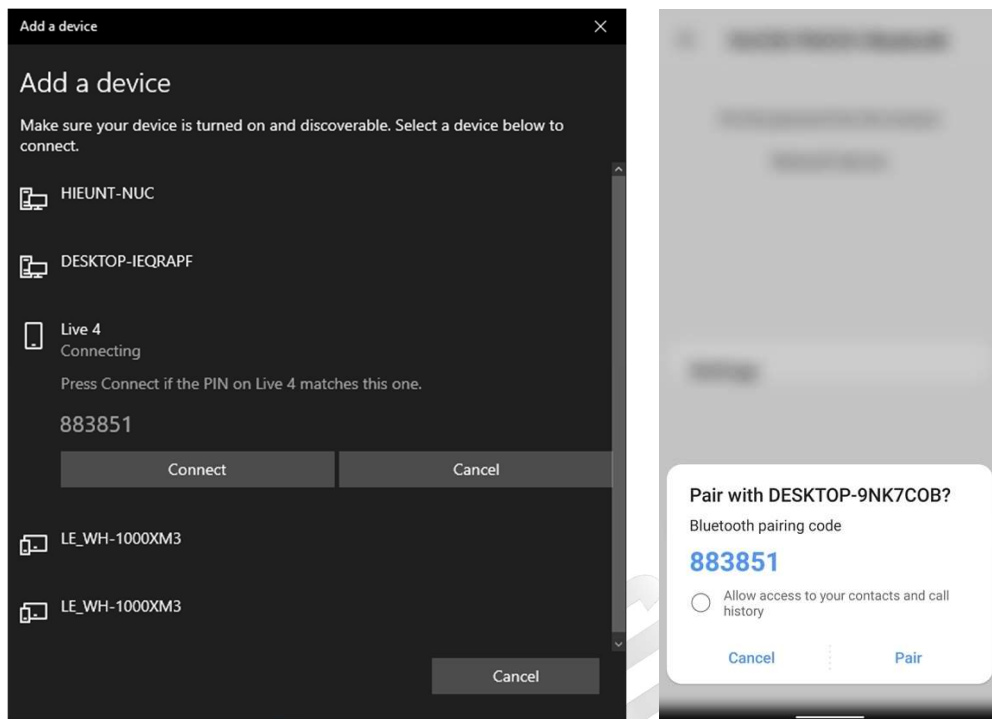 Add a device
Add a device
Make sure your device is turned on and discoverable. Select a device below to
connect.
HIEUNT-NUC
DESKTOP-IEQRAPF
Live 4
Connecting
Press Connect if the PIN on Live 4 matches this one.
883851
Connect
Cancel
LE_WH-1000XM3
LE_WH-1000XM3
Cancel
Pair with DESKTOP-9NK7COB?
Bluetooth pairing code
883851
Allow access to your contacts and call
history
Cancel
Pair